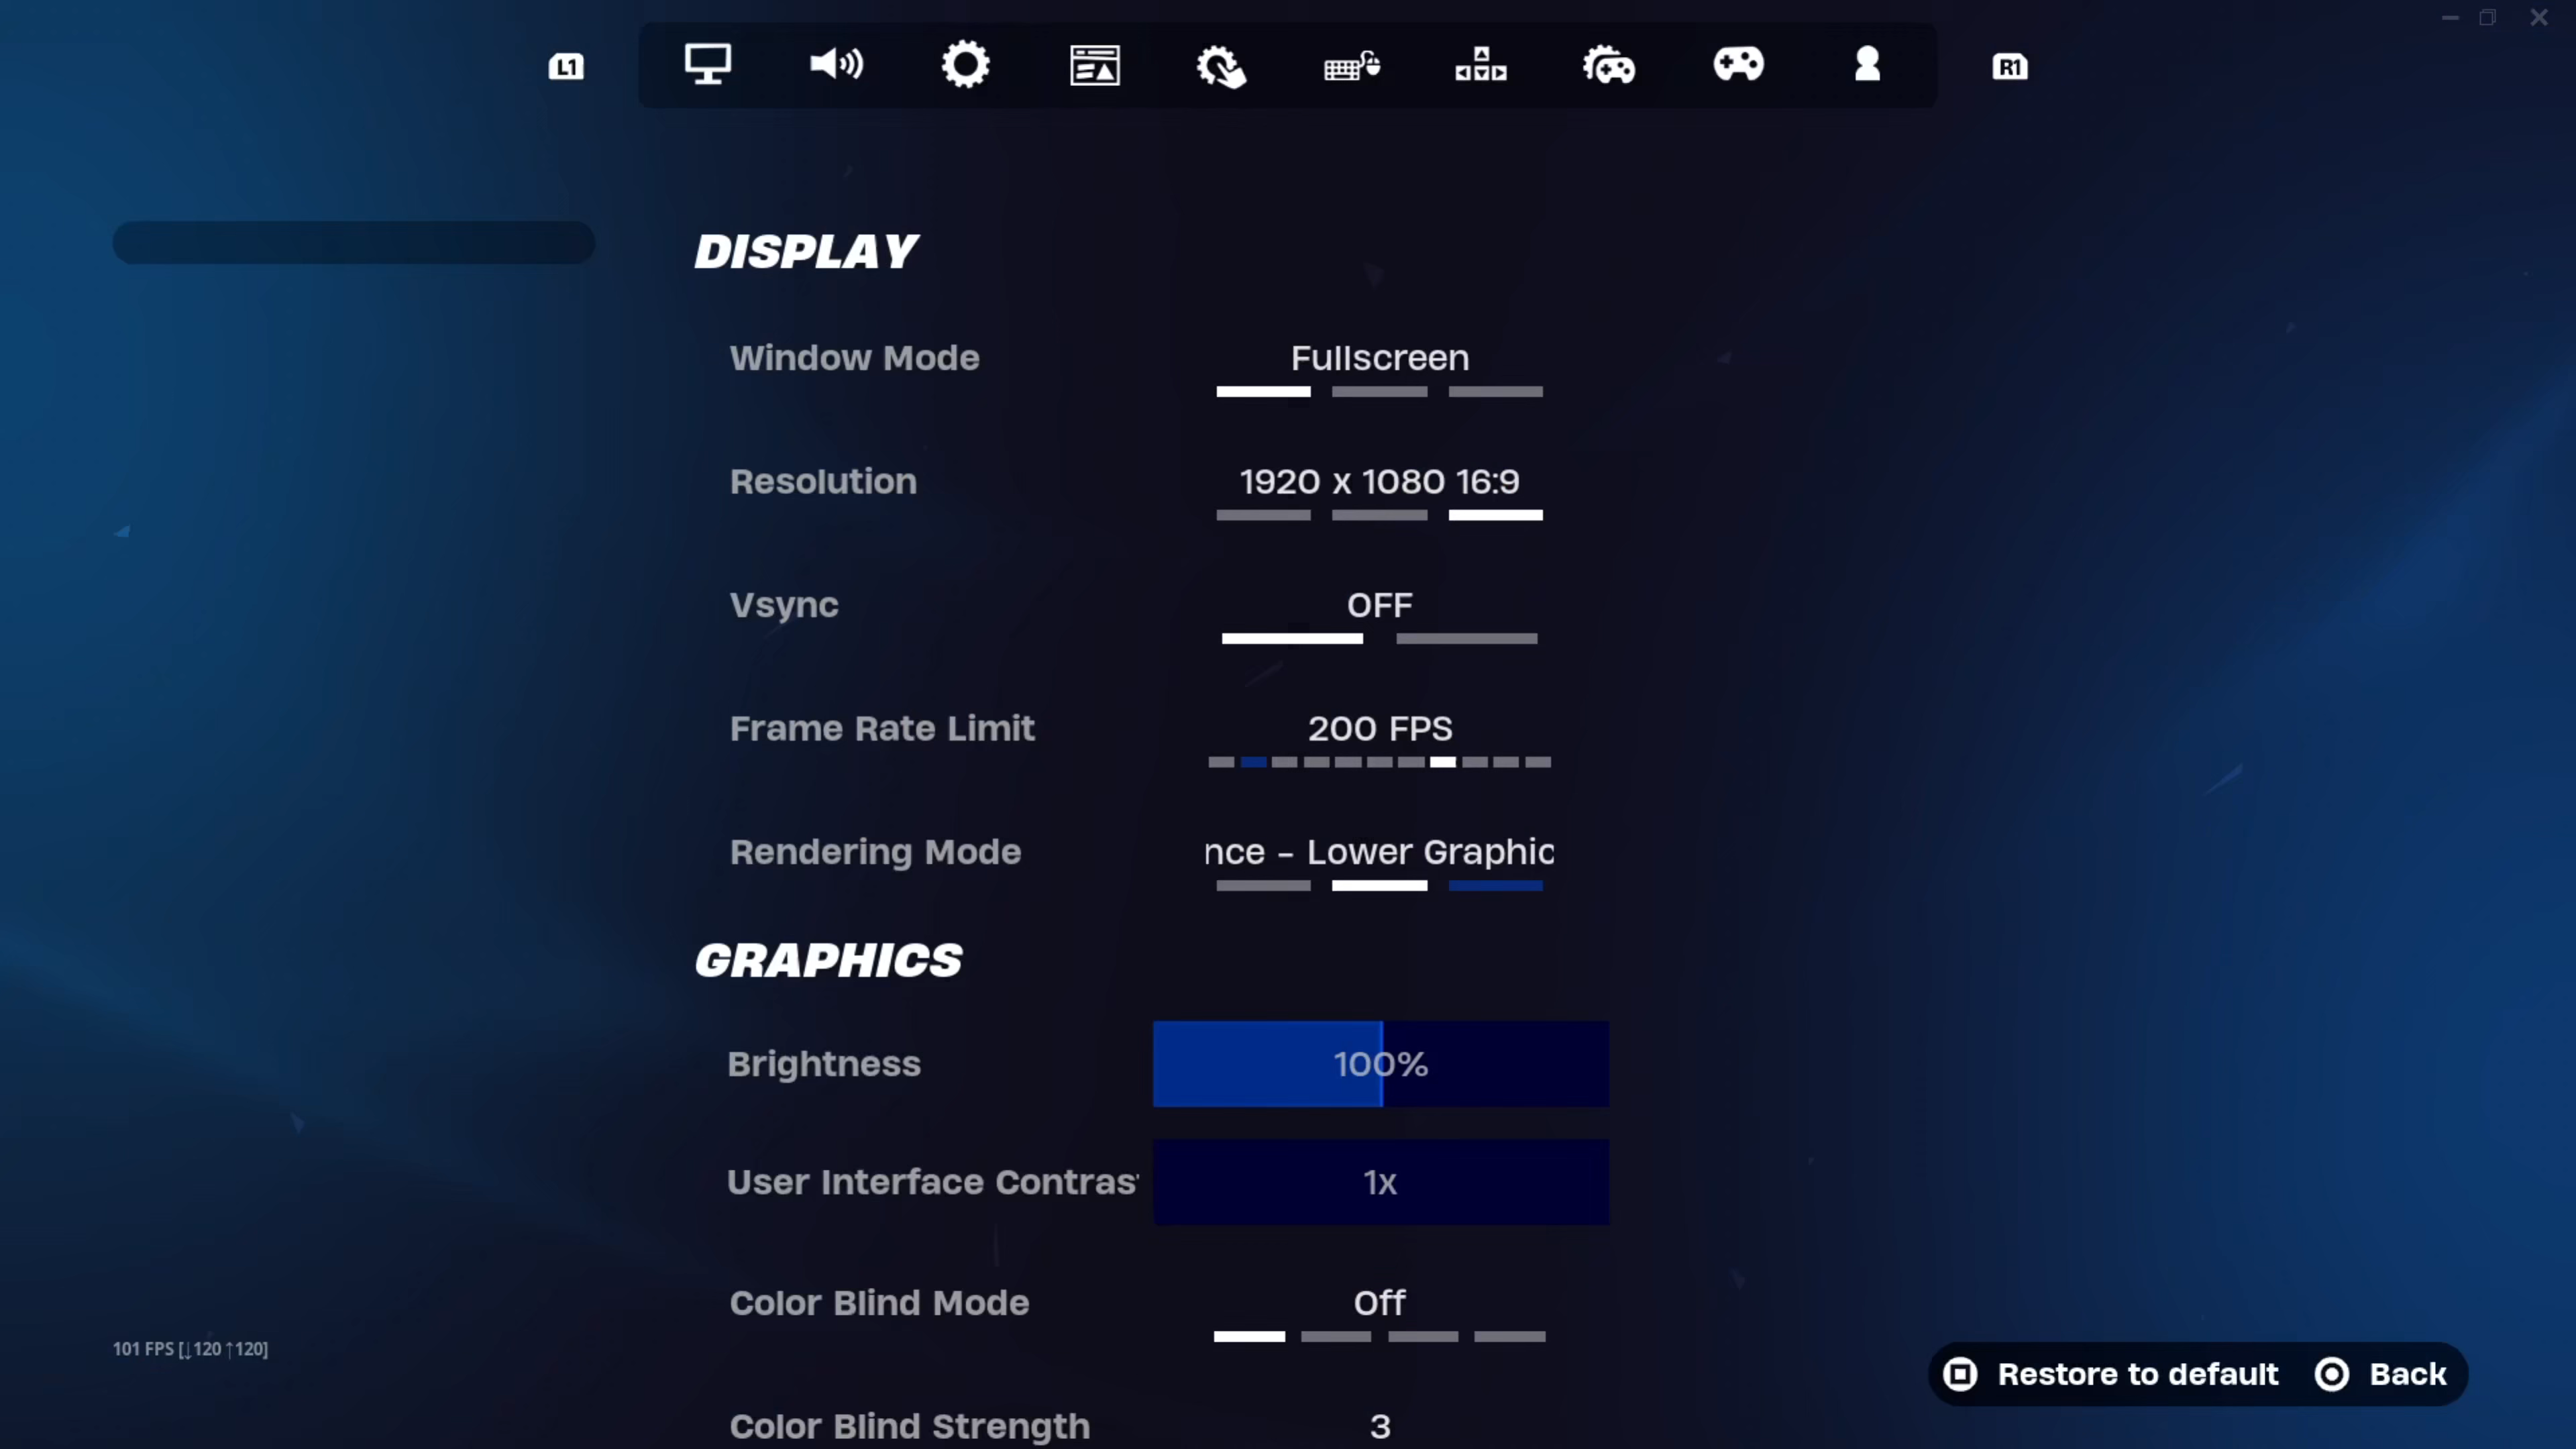 L1
R1
DISPLAY
Window Mode
Fullscreen
Resolution
1920 x 1080 16:9
Vsync
OFF
Frame Rate Limit
200 FPS
Rendering Mode
nce - Lower Graphic
GRAPHICS
Brightness
100%
User Interface Contras
1x
Color Blind Mode
Off
Color Blind Strength
3
101 FPS [↓120 ↑120]
Restore to default
Back